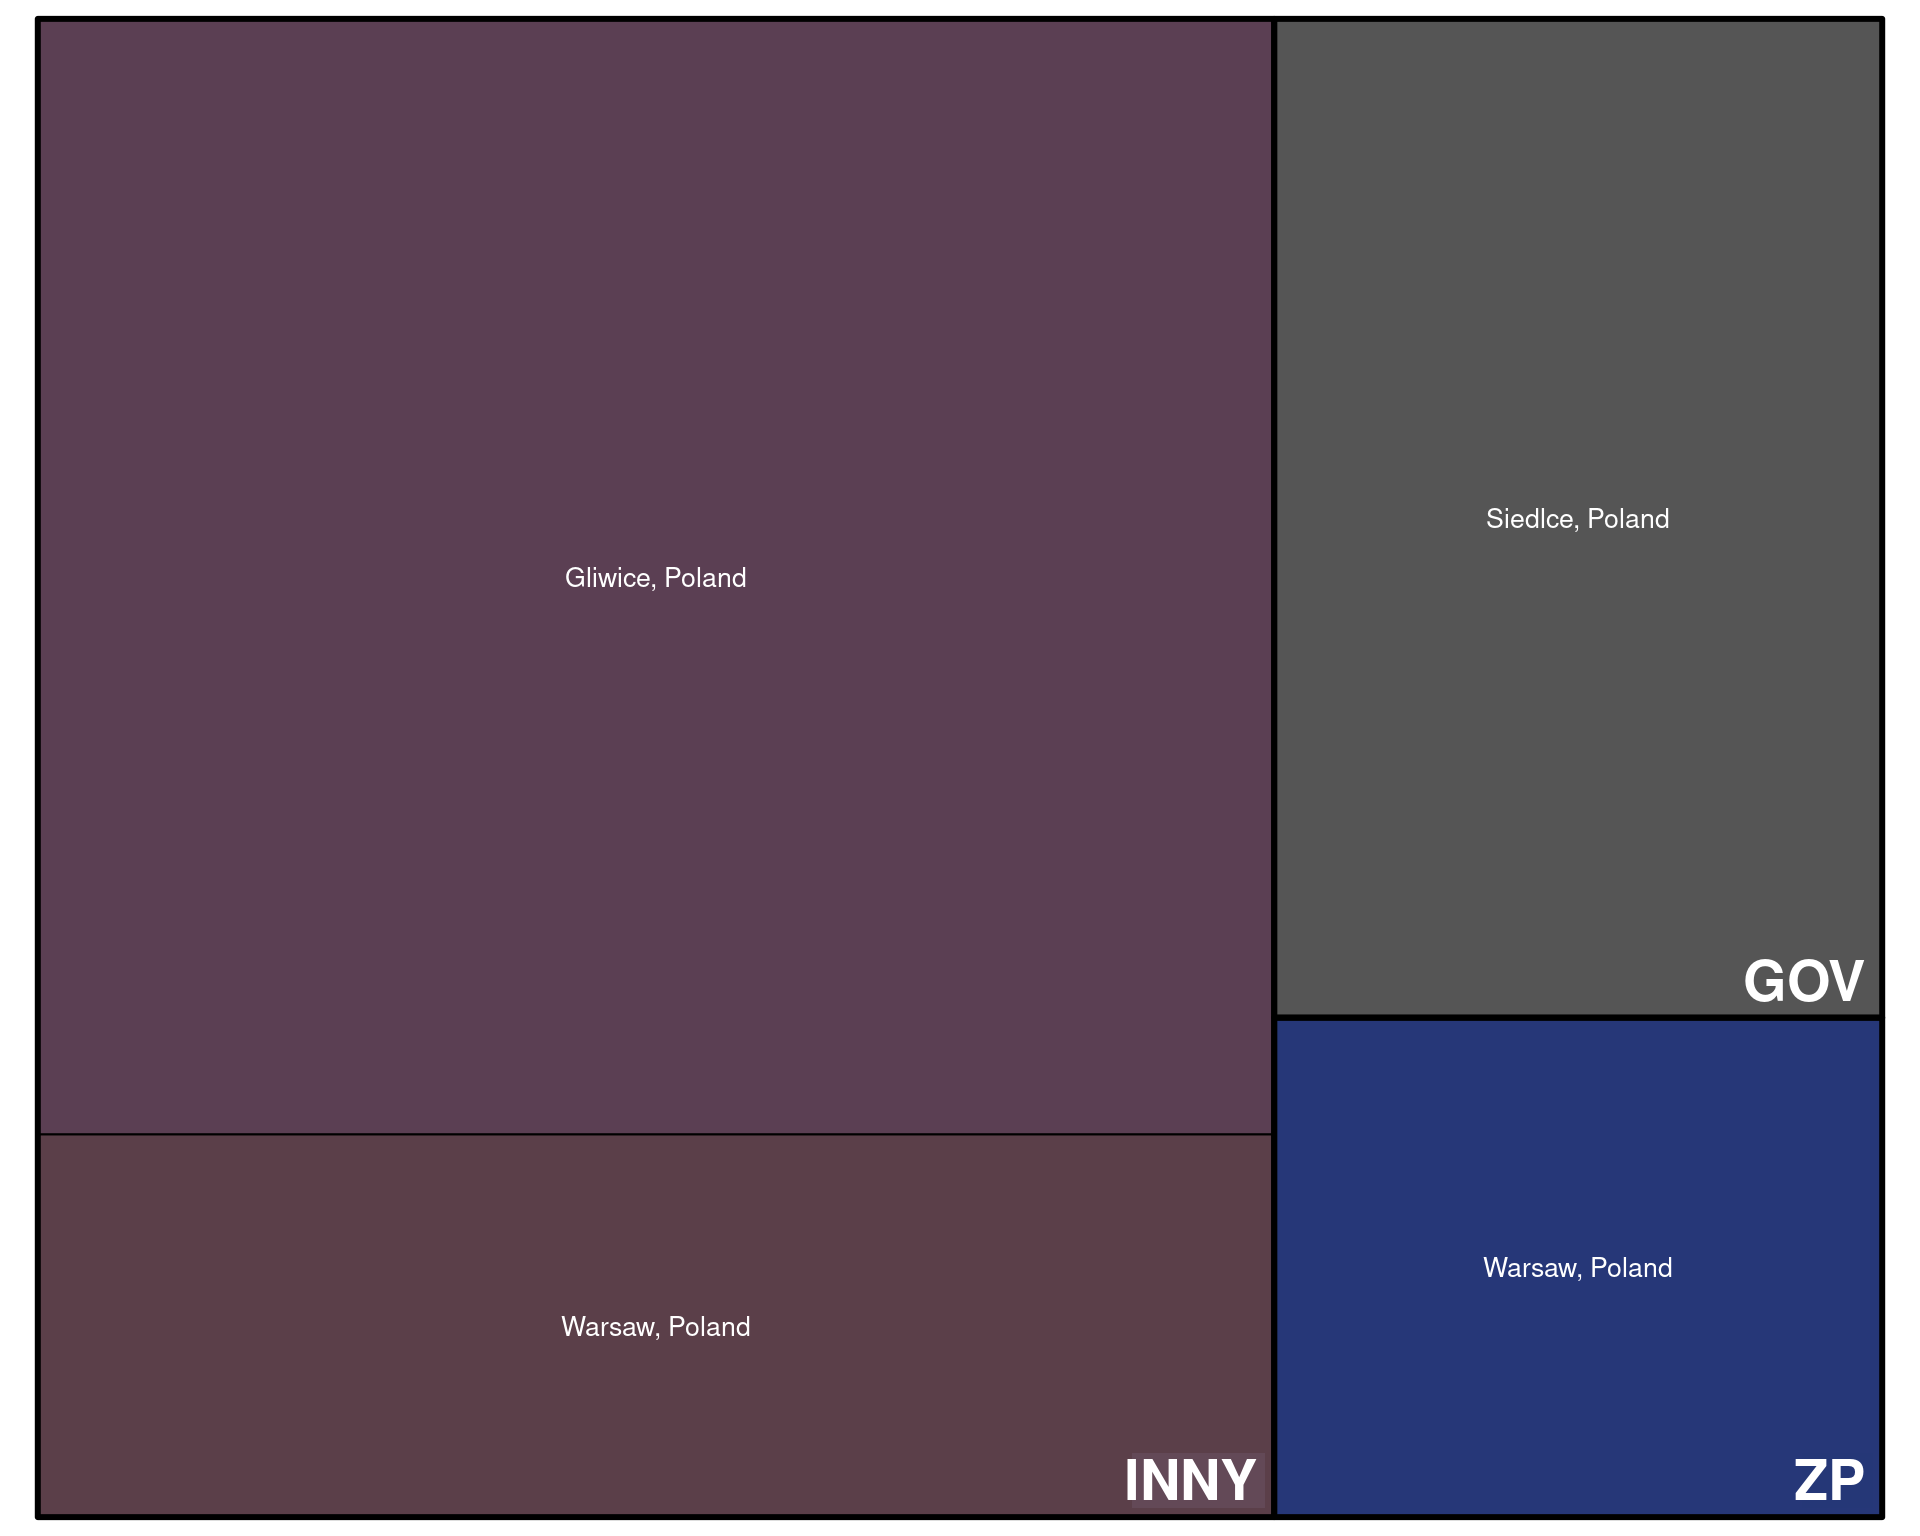 Gliwice, Poland
Warsaw, Poland
INNY
Siedlce, Poland
GOV
Warsaw, Poland
ZP